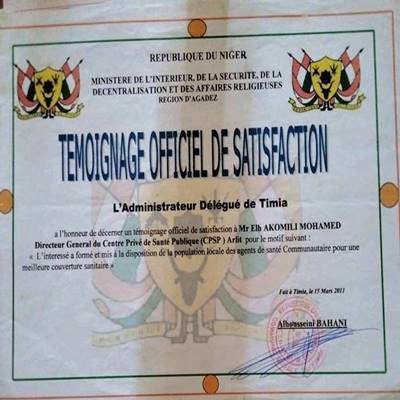 REPUBLIQUE DU NIGER
MINISTERE DE L'INTERIEUR, DE LA SECURITE, DE LA
DECENTRALISATION ET DES AFFAIRES RELIGIEUSES
REGION D'AGADEZ
TEMOIGNAGE OFFICIEL DE SATISFACTION
L'Administrateur Délégué de Timia
a l'honneur de décerner un témoignage officiel de satisfaction à Mr Elh AKOMILI MOHAMED
Directeur General du Centre Privé de Santé Publique (CPSP) Arlit pour le motif suivant :
« L'interessé a formé et mis à la disposition de la population locale des agents de santé Communautaire pour une
meilleure couverture sanitaire »
Fait à Timia, le 15 Mars 2011
Alhousseini BAHANI